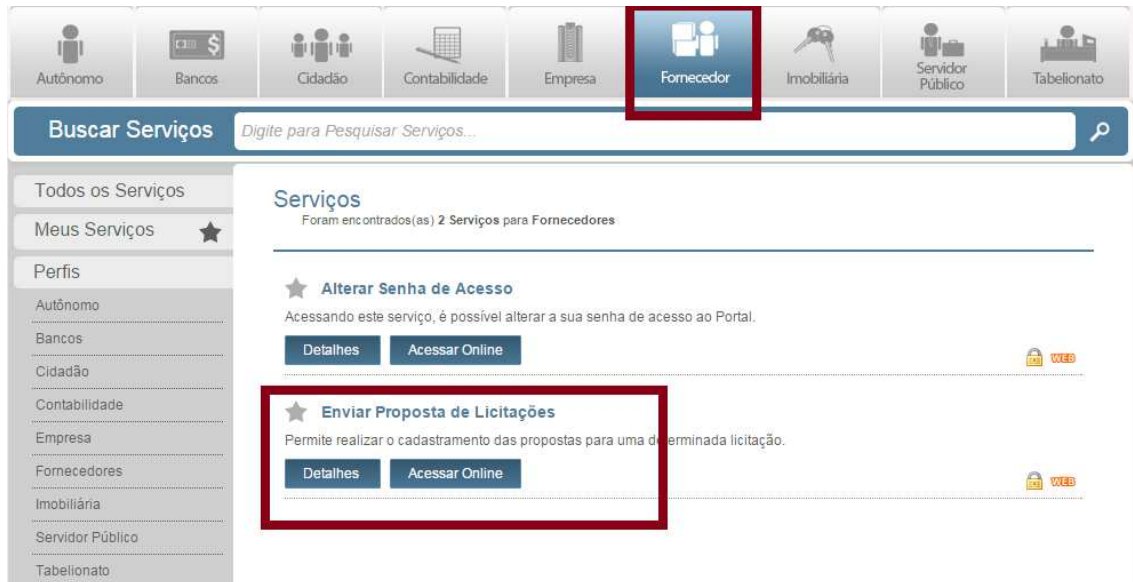 Autônomo
Bancos
Cidadão
Contabilidade
Empresa
Fornecedor
Imobiliária
Servidor
Público
Tabelionato
Buscar Serviços
Digite para Pesquisar Serviços...
Todos os Serviços
Meus Serviços
Perfis
Autônomo
Bancos
Cidadão
Contabilidade
Empresa
Fornecedores
Imobiliária
Servidor Público
Tabelionato
Serviços
Foram encontrados(as) 2 Serviços para Fornecedores
Alterar Senha de Acesso
Acessando este serviço, é possível alterar a sua senha de acesso ao Portal.
Detalhes
Acessar Online
WEB
Enviar Proposta de Licitações
Permite realizar o cadastramento das propostas para uma determinada licitação.
Detalhes
Acessar Online
WEB